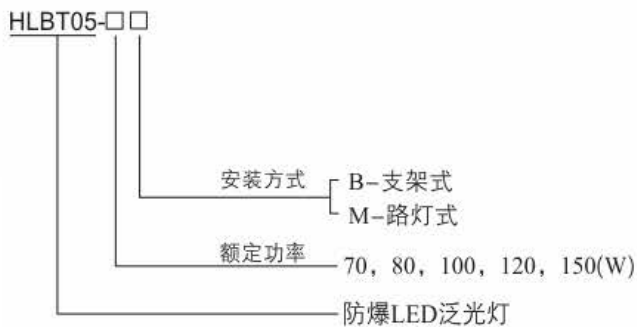 HLBT05-□□
安装方式
B-支架式
M-路灯式
额定功率
70，80，100，120，150(W)
防爆LED泛光灯